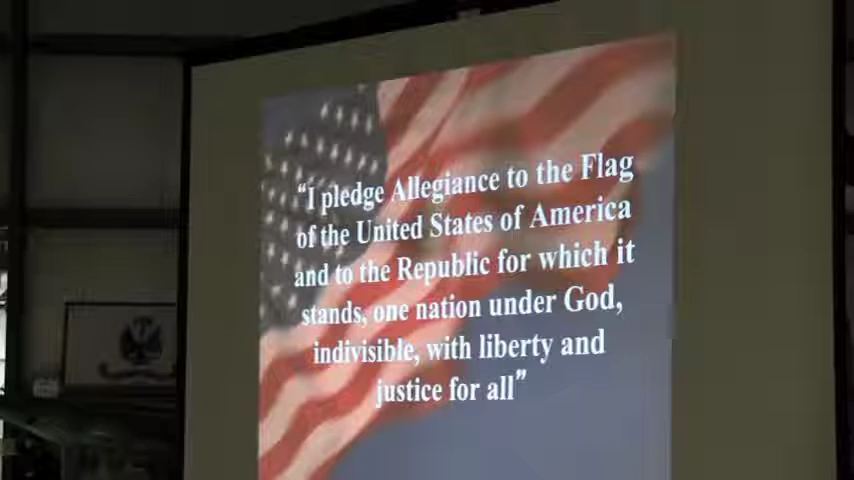 “I pledge Allegiance to the Flag
of the United States of America
and to the Republic for which it
stands, one nation under God,
indivisible, with liberty and
justice for all”